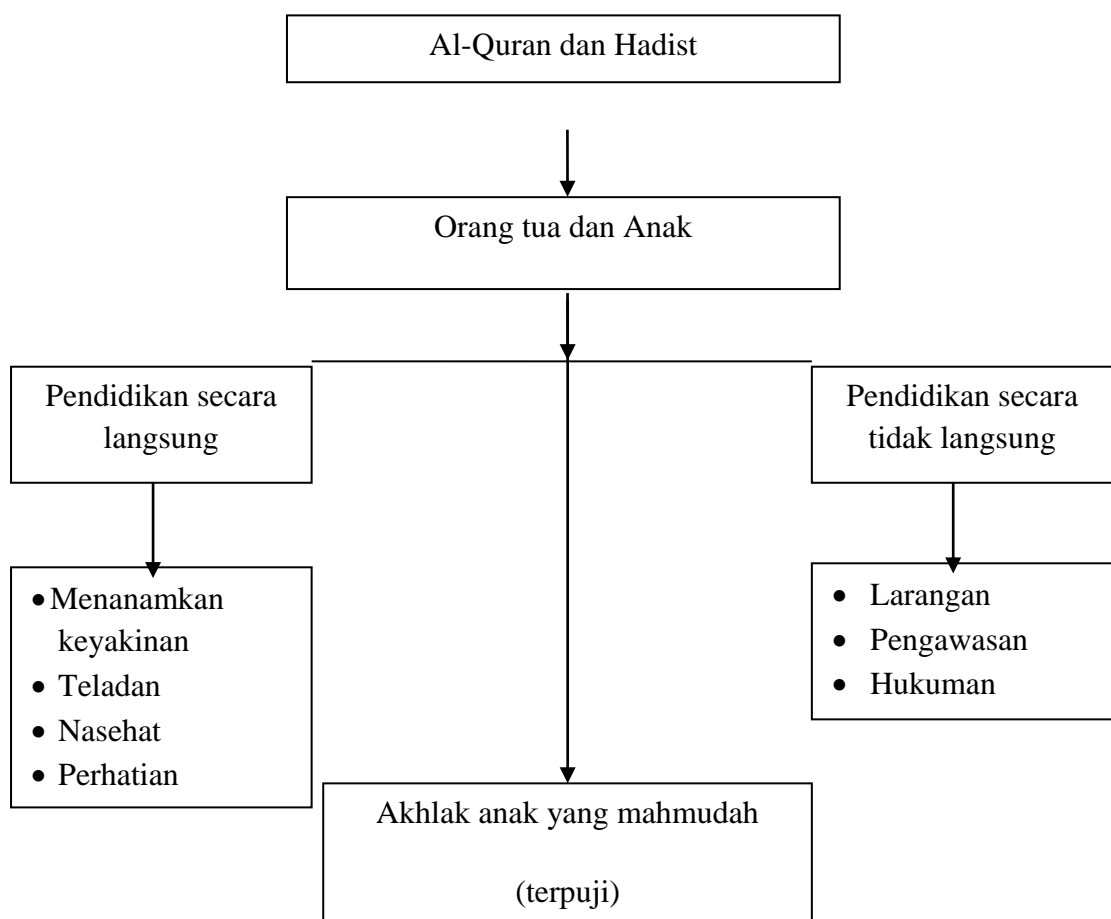 Al-Quran dan Hadist
Orang tua dan Anak
Pendidikan secara
langsung
Pendidikan secara
tidak langsung
• Menanamkan
keyakinan
• Teladan
• Nasehat
• Perhatian
• Larangan
• Pengawasan
• Hukuman
Akhlak anak yang mahmudah
(terpuji)